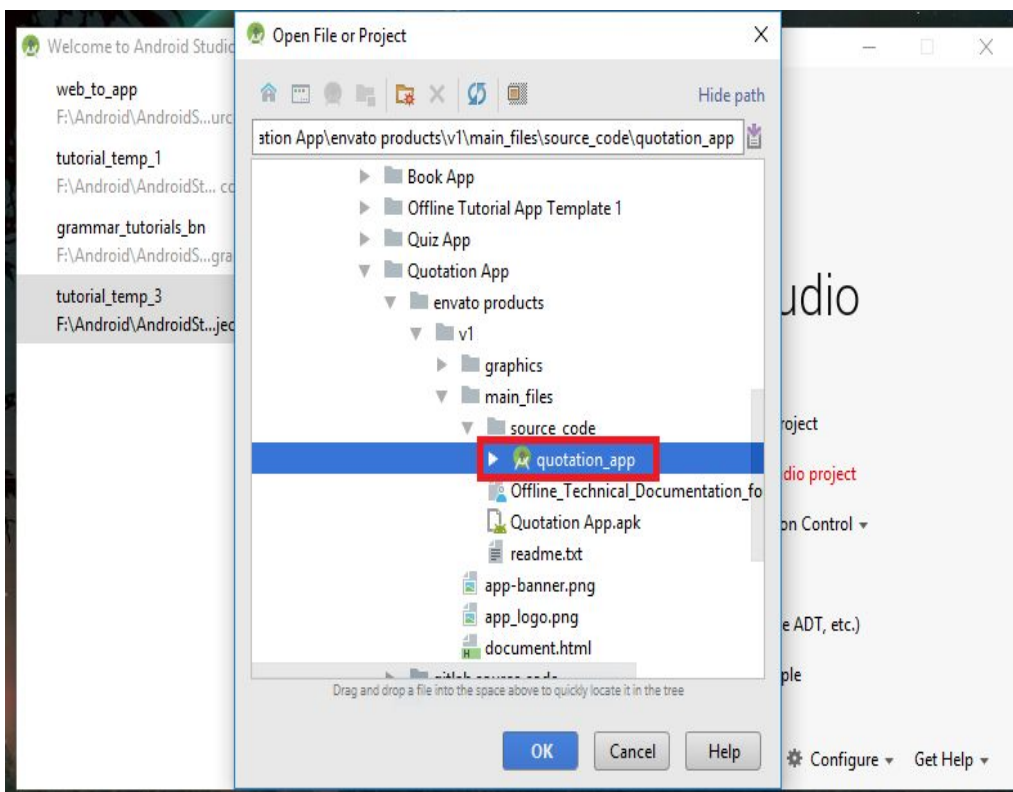 Welcome to Android Studio
web_to_app
F:\Android\AndroidS...urc
tutorial_temp_1
F:\Android\AndroidSt... co
grammar_tutorials_bn
F:\Android\AndroidS...gra
tutorial_temp_3
F:\Android\AndroidSt...jec
Open File or Project
Hide path
ation App\envato products\v1\main_files\source_code\quotation_app
Book App
Offline Tutorial App Template 1
Quiz App
Quotation App
envato products
v1
graphics
main_files
source_code
quotation_app
Offline_Technical_Documentation_fo
Quotation App.apk
readme.txt
app-banner.png
app_logo.png
document.html
gitlab source code
Drag and drop a file into the space above to quickly locate it in the tree
OK
Cancel
Help
udio
roject
dio project
on Control
e ADT, etc.)
ple
Configure
Get Help